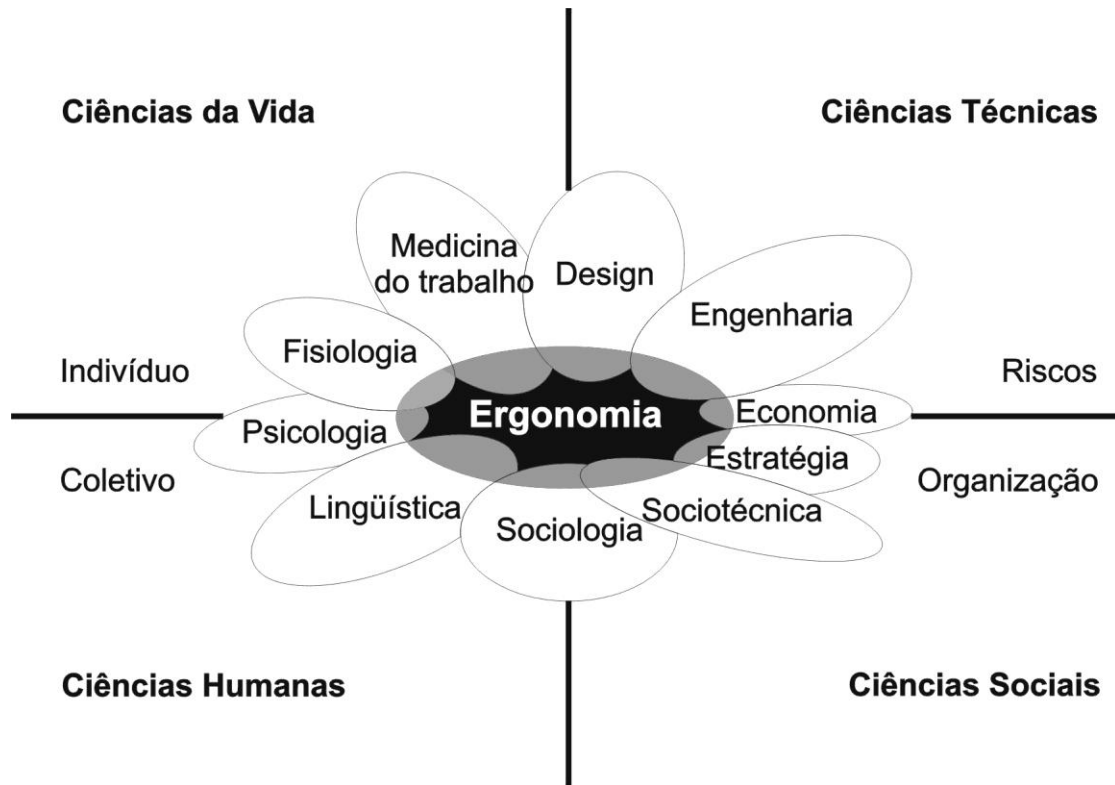 Ciências da Vida
Ciências Técnicas
Medicina
do trabalho
Design
Engenharia
Fisiologia
Indivíduo
Riscos
Ergonomia
Economia
Psicologia
Estratégia
Coletivo
Organização
Lingüística
Sociotécnica
Sociologia
Ciências Humanas
Ciências Sociais